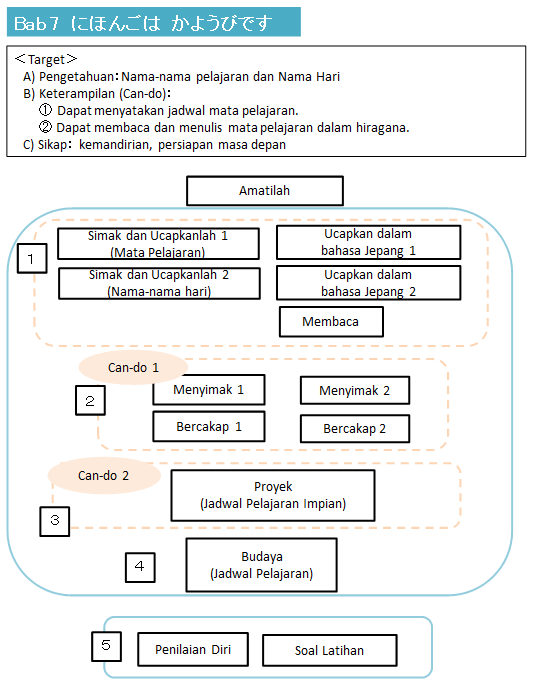 Bab 7 にほんごは かようびです
＜Target＞
A) Pengetahuan：Nama-nama pelajaran dan Nama Hari
B) Keterampilan (Can-do)：
① Dapat menyatakan jadwal mata pelajaran.
② Dapat membaca dan menulis mata pelajaran dalam hiragana.
C) Sikap： kemandirian, persiapan masa depan
Amatilah
1
Simak dan Ucapkanlah 1
(Mata Pelajaran)
Ucapkan dalam
bahasa Jepang 1
Simak dan Ucapkanlah 2
(Nama-nama hari)
Ucapkan dalam
bahasa Jepang 2
Membaca
Can-do 1
2
Menyimak 1
Menyimak 2
Bercakap 1
Bercakap 2
Can-do 2
3
Proyek
(Jadwal Pelajaran Impian)
4
Budaya
(Jadwal Pelajaran)
5
Penilaian Diri
Soal Latihan